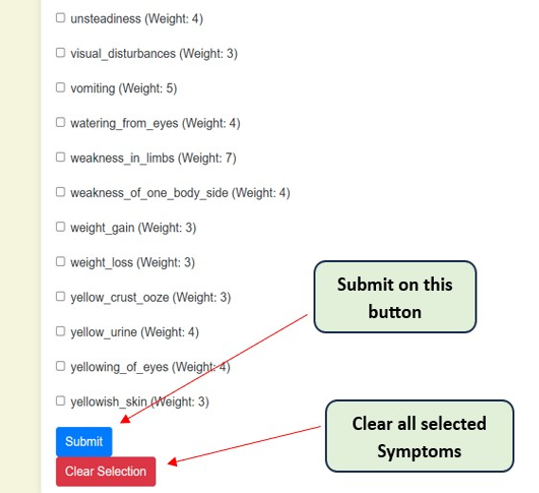 unsteadiness (Weight: 4)
visual_disturbances (Weight: 3)
vomiting (Weight: 5)
watering_from_eyes (Weight: 4)
weakness_in_limbs (Weight: 7)
weakness_of_one_body_side (Weight: 4)
weight_gain (Weight: 3)
weight_loss (Weight: 3)
yellow_crust_ooze (Weight: 3)
yellow_urine (Weight: 4)
yellowing_of_eyes (Weight: 4)
yellowish_skin (Weight: 3)
Submit
Clear Selection
Submit on this
button
Clear all selected
Symptoms